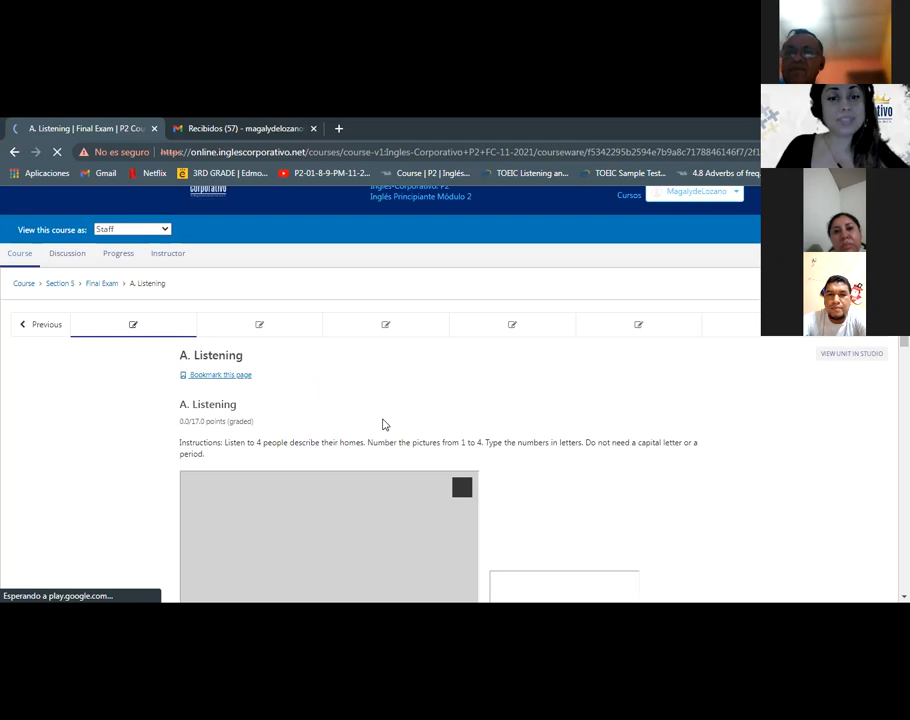 A. Listening | Final Exam | P2 Cou
Recibidos (57) - magalydelozano
No es seguro
https://online.inglescorporativo.net/courses/course-v1:Ingles-Corporativo+P2+FC-11-2021/courseware/f5342295b2594e7b9a8c7178846146f7/2f1
Aplicaciones
Gmail
Netflix
3RD GRADE | Edmo...
P2-01-8-9-PM-11-2...
Course | P2 | Inglés...
TOEIC Listening an...
TOEIC Sample Test...
4.8 Adverbs of freq
corporativo
Ingles-Corporativo: P2
Inglés Principiante Módulo 2
Cursos
MagalydeLozano
View this course as:
Staff
Course
Discussion
Progress
Instructor
Course > Section 5 > Final Exam > A. Listening
Previous
VIEW UNIT IN STUDIO
A. Listening
Bookmark this page
A. Listening
0.0/17.0 points (graded)
Instructions: Listen to 4 people describe their homes. Number the pictures from 1 to 4. Type the numbers in letters. Do not need a capital letter or a
period.
Esperando a play.google.com...